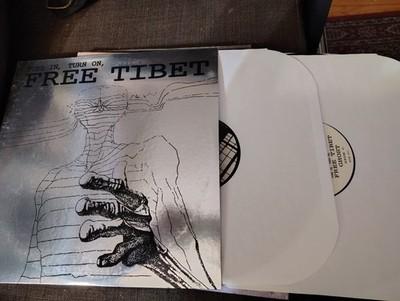 IN, TURN ON,
FREE TIBET
FREE TIBET
GHOST